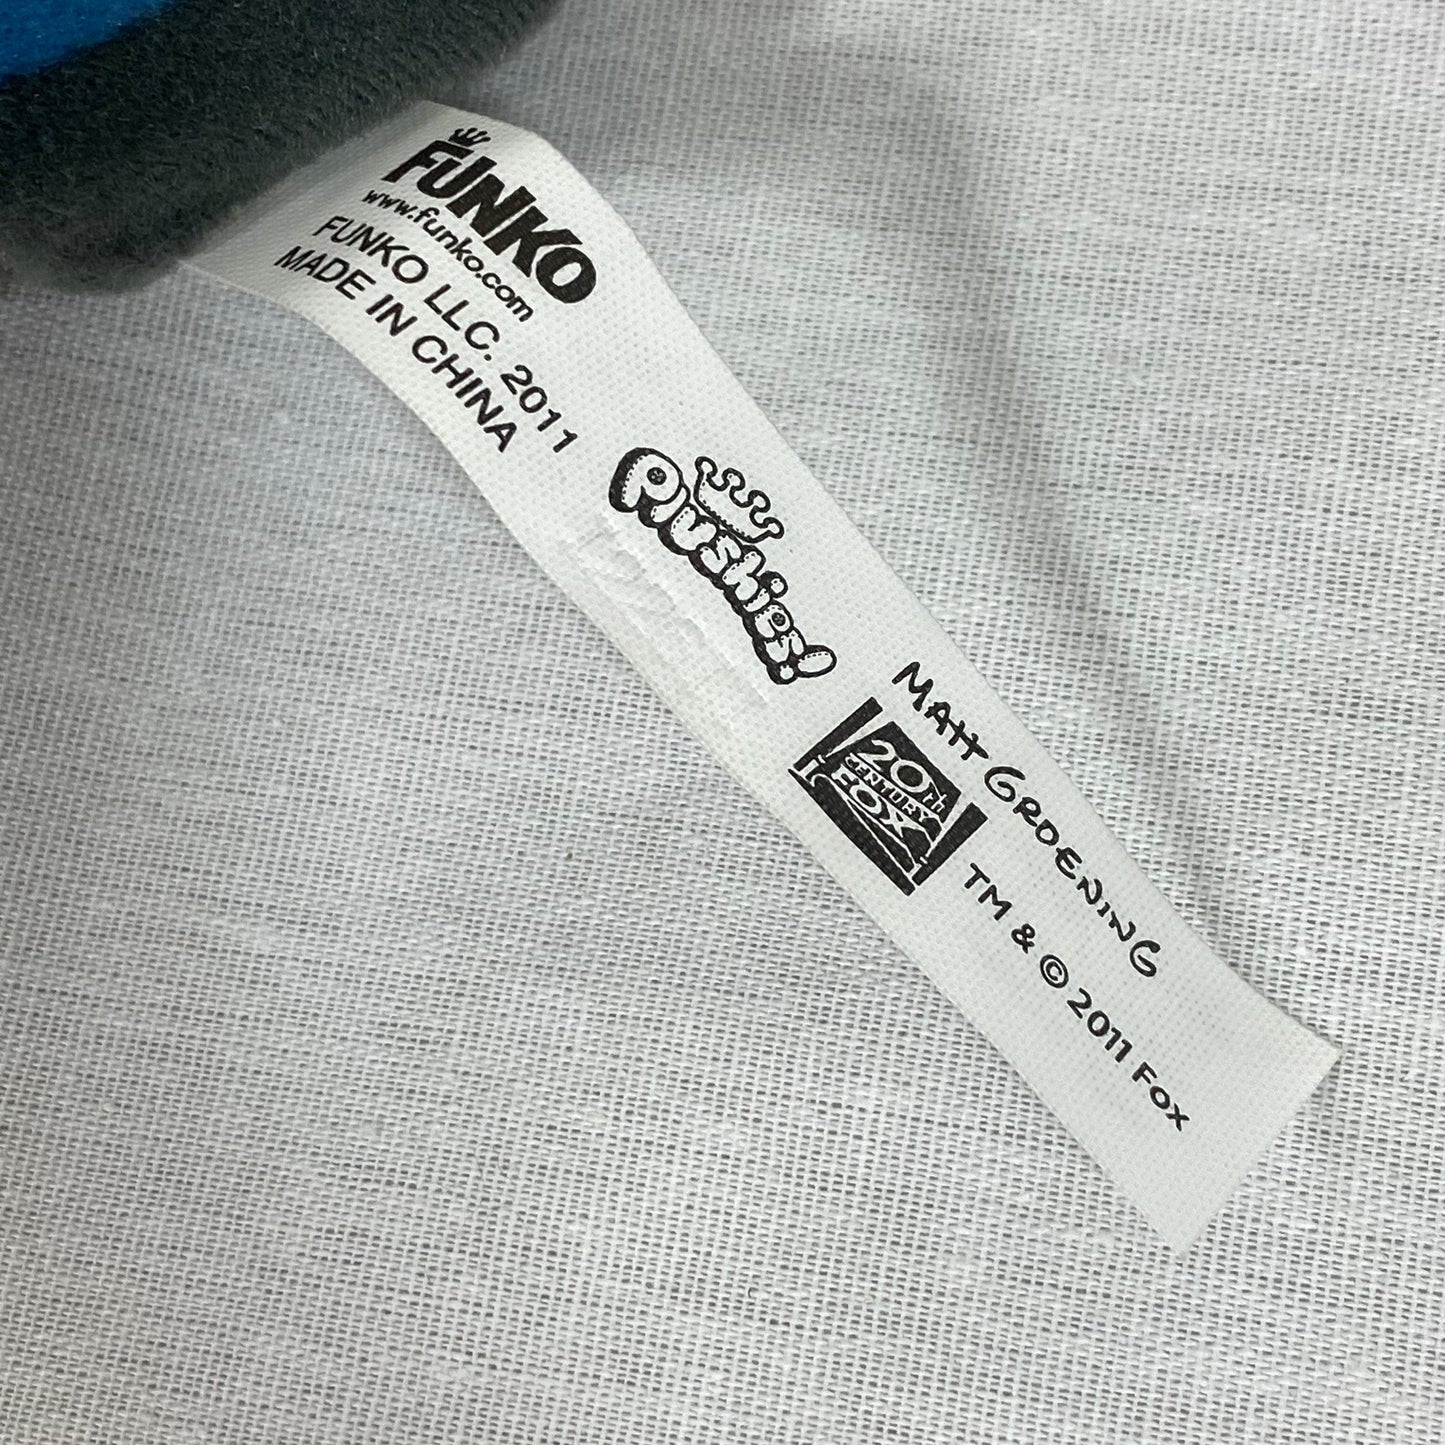 FUNKO
www.funko.com
FUNKO LLC. 2011
MADE IN CHINA
Plushies!
MATT GROENING
20TH
CENTURY
FOX
TM & © 2011 FOX